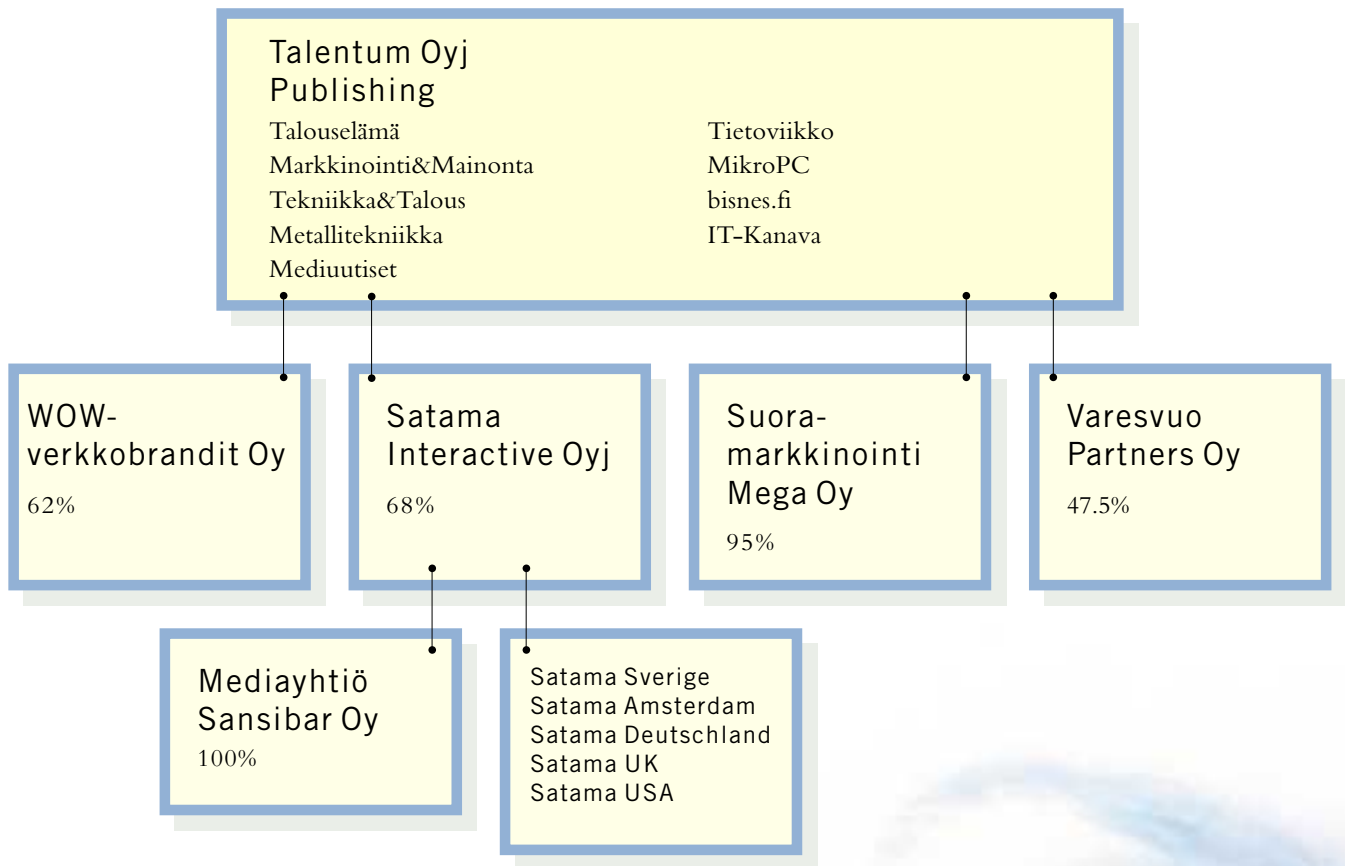 Talentum Oyj
Publishing
Talouselämä
Markkinointi&Mainonta
Tekniikka&Talous
Metallitekniikka
Mediuutiset
Tietoviikko
MikroPC
bisnes.fi
IT-Kanava
WOW-
verkkobrandit Oy
62%
Satama
Interactive Oyj
68%
Suora-
markkinointi
Mega Oy
95%
Varesvuo
Partners Oy
47.5%
Mediayhtiö
Sansibar Oy
100%
Satama Sverige
Satama Amsterdam
Satama Deutschland
Satama UK
Satama USA